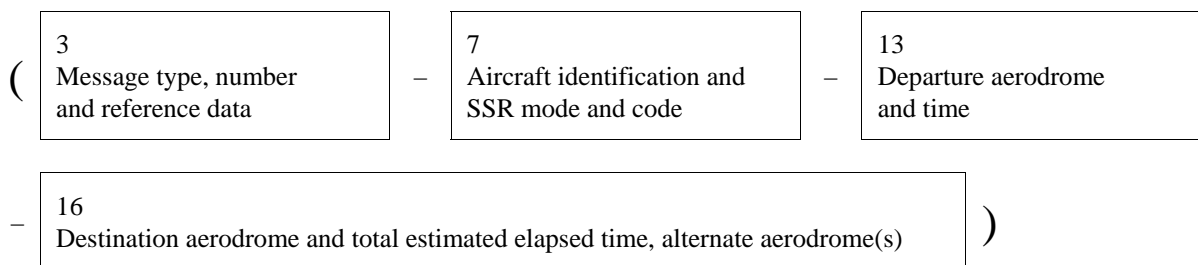 3 7 13
( Message type, number – Aircraft identification and – Departure aerodrome
and reference data SSR mode and code and time
16
– Destination aerodrome and total estimated elapsed time, alternate aerodrome(s) )